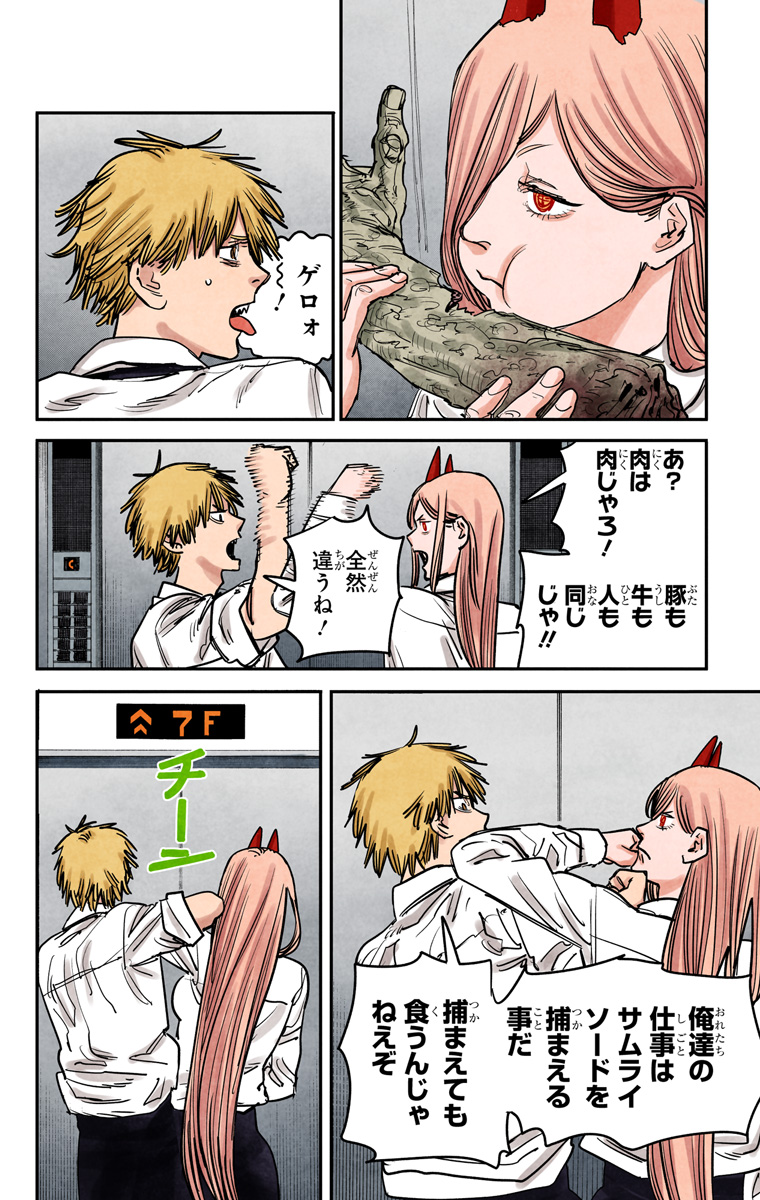 ゲロォ
！
あ？
肉は
肉じゃろ！
豚も
牛も
人も
同じ
じゃ!!
全然
違うね！
俺達の
仕事は
サムライ
ソードを
捕まえる
事だ
捕まえても
食うんじゃ
ねえぞ
7F
チーン